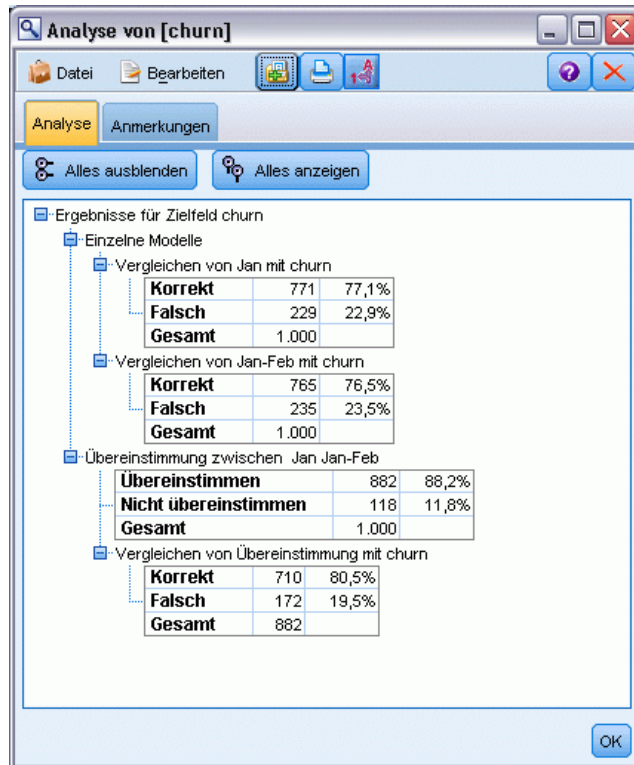 Analyse von [churn]
Datei Bearbeiten
Analyse Anmerkungen
Alles ausblenden Alles anzeigen
Ergebnisse für Zielfeld churn
Einzelne Modelle
Vergleichen von Jan mit churn
Korrekt 771 77,1%
Falsch 229 22,9%
Gesamt 1.000
Vergleichen von Jan-Feb mit churn
Korrekt 765 76,5%
Falsch 235 23,5%
Gesamt 1.000
Übereinstimmung zwischen Jan Jan-Feb
Übereinstimmen 882 88,2%
Nicht übereinstimmen 118 11,8%
Gesamt 1.000
Vergleichen von Übereinstimmung mit churn
Korrekt 710 80,5%
Falsch 172 19,5%
Gesamt 882
OK